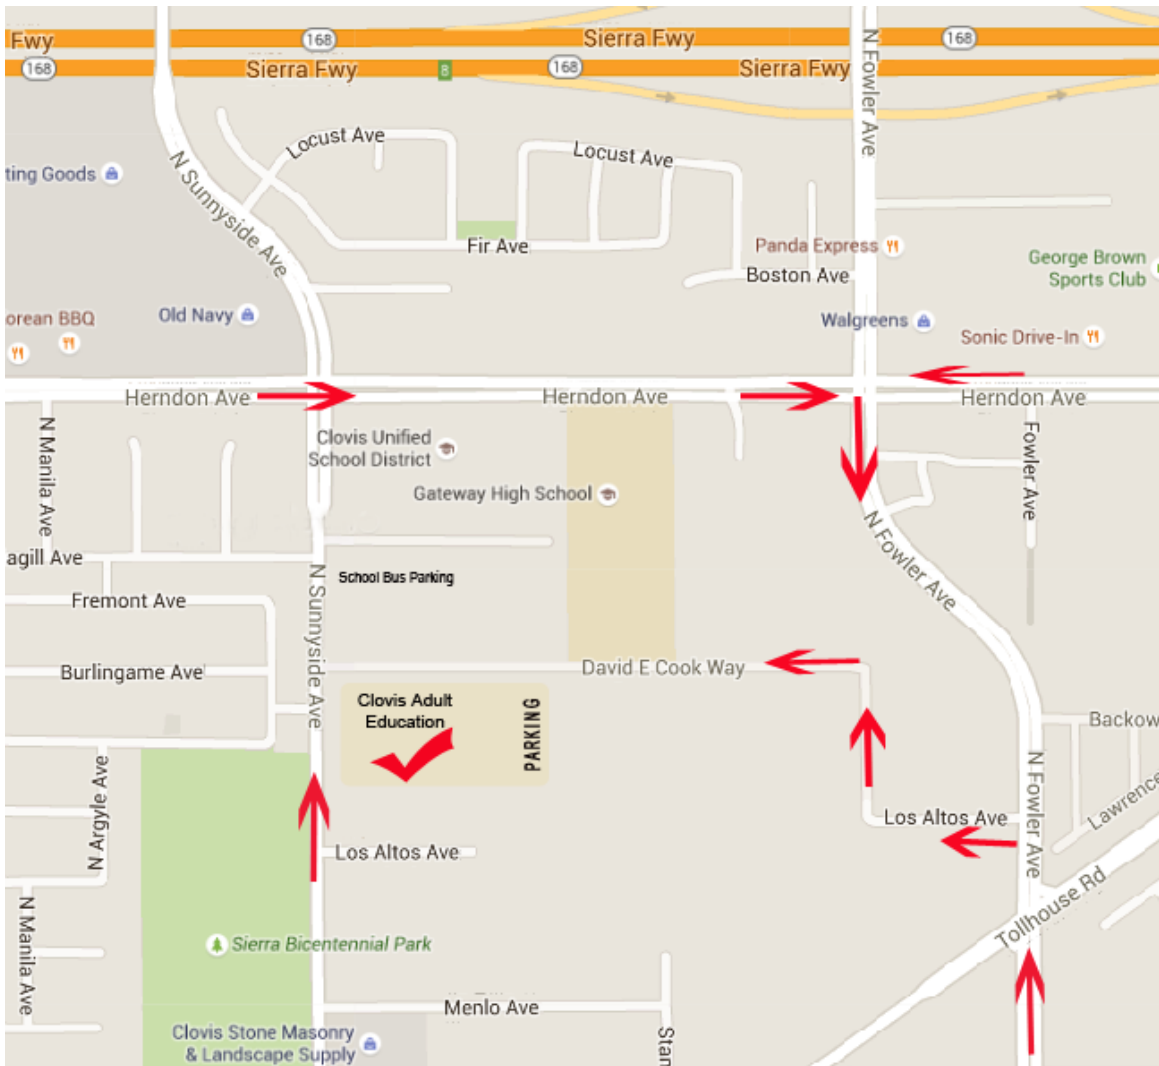 Fwy
168
Sierra Fwy
168
168
Sierra Fwy
8
168
Sierra Fwy
N Fowler Ave
Locust Ave
Locust Ave
ting Goods
N Sunnyside Ave
Fir Ave
Panda Express
Boston Ave
George Brown
Sports Club
orean BBQ
Old Navy
Walgreens
Sonic Drive-In
Herndon Ave
Herndon Ave
Herndon Ave
N Manila Ave
Clovis Unified
School District
Gateway High School
Fowler Ave
N Fowler Ave
agill Ave
School Bus Parking
Fremont Ave
N Sunnyside Ave
Burlingame Ave
David E Cook Way
Clovis Adult
Education
PARKING
Backow
N Argyle Ave
N Fowler Ave
Los Altos Ave
Lawrence
Los Altos Ave
Tollhouse Rd
N Manila Ave
Sierra Bicentennial Park
Menlo Ave
Clovis Stone Masonry
& Landscape Supply
Stan